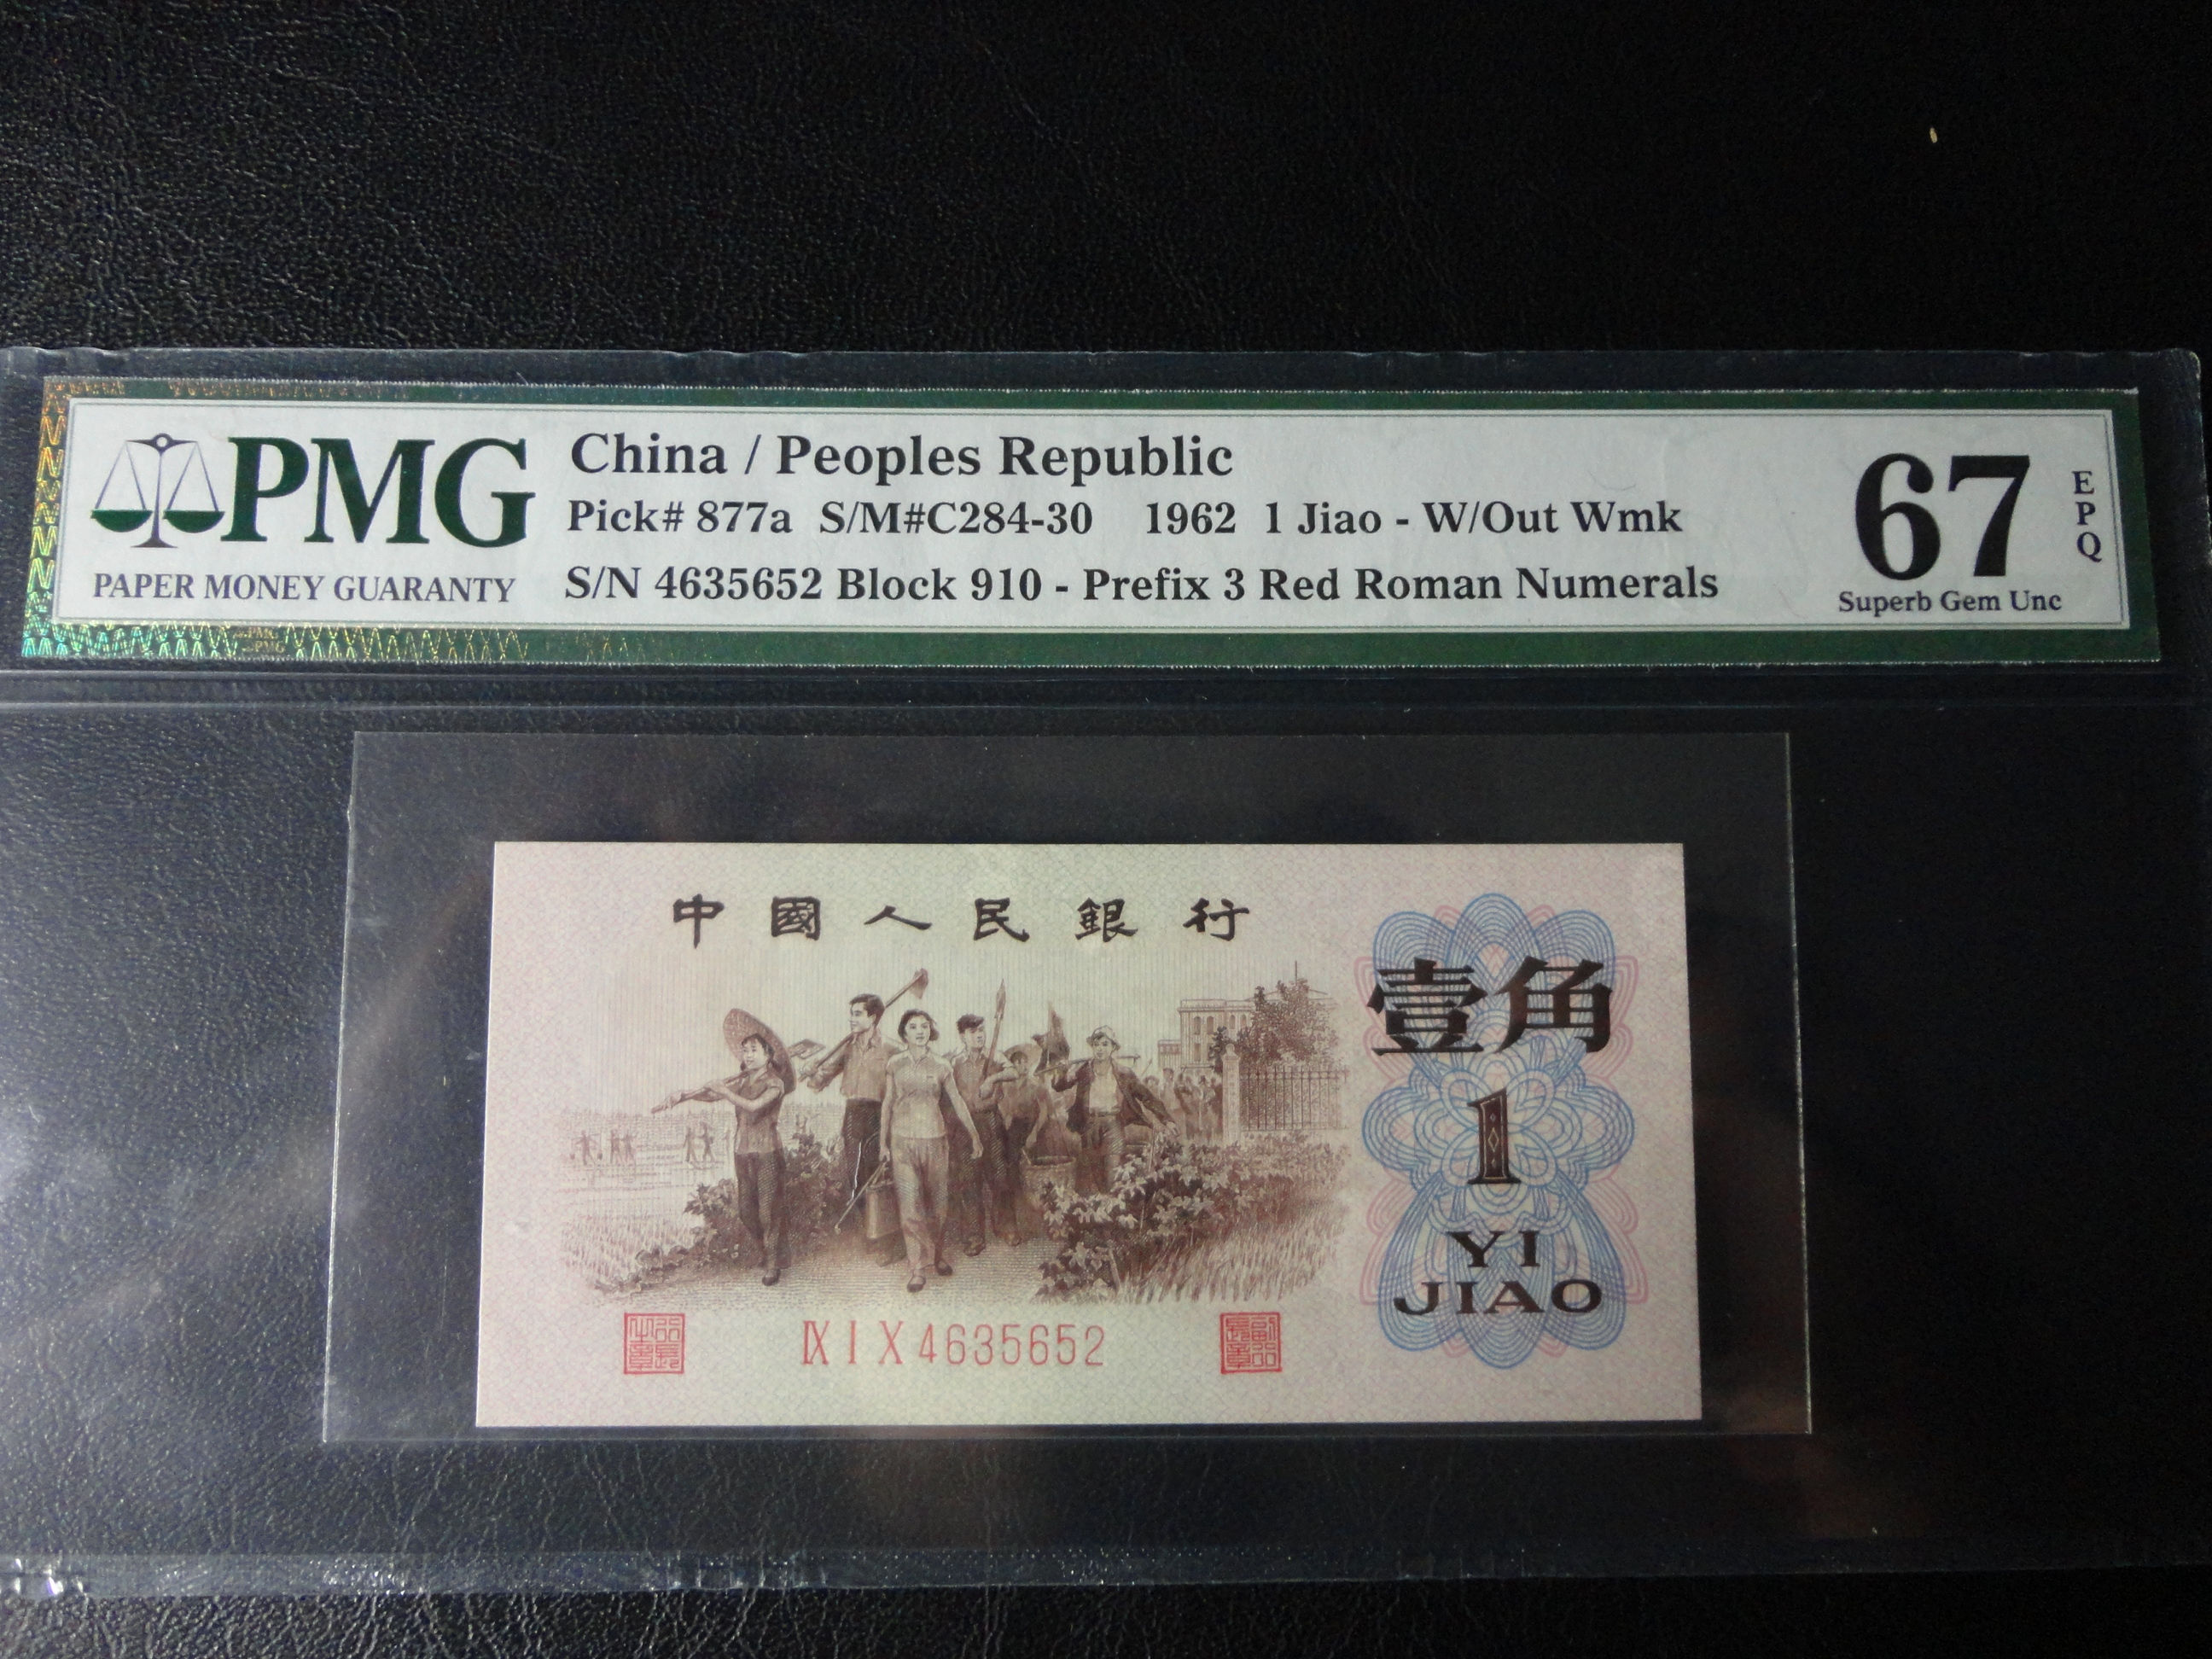 PMG
PAPER MONEY GUARANTY
China / Peoples Republic
Pick# 877a S/M#C284-30 1962 1 Jiao - W/Out Wmk
S/N 4635652 Block 910 - Prefix 3 Red Roman Numerals
67
EPQ
Superb Gem Unc
中國人民銀行
壹角
1
YI
JIAO
IX I X 4635652